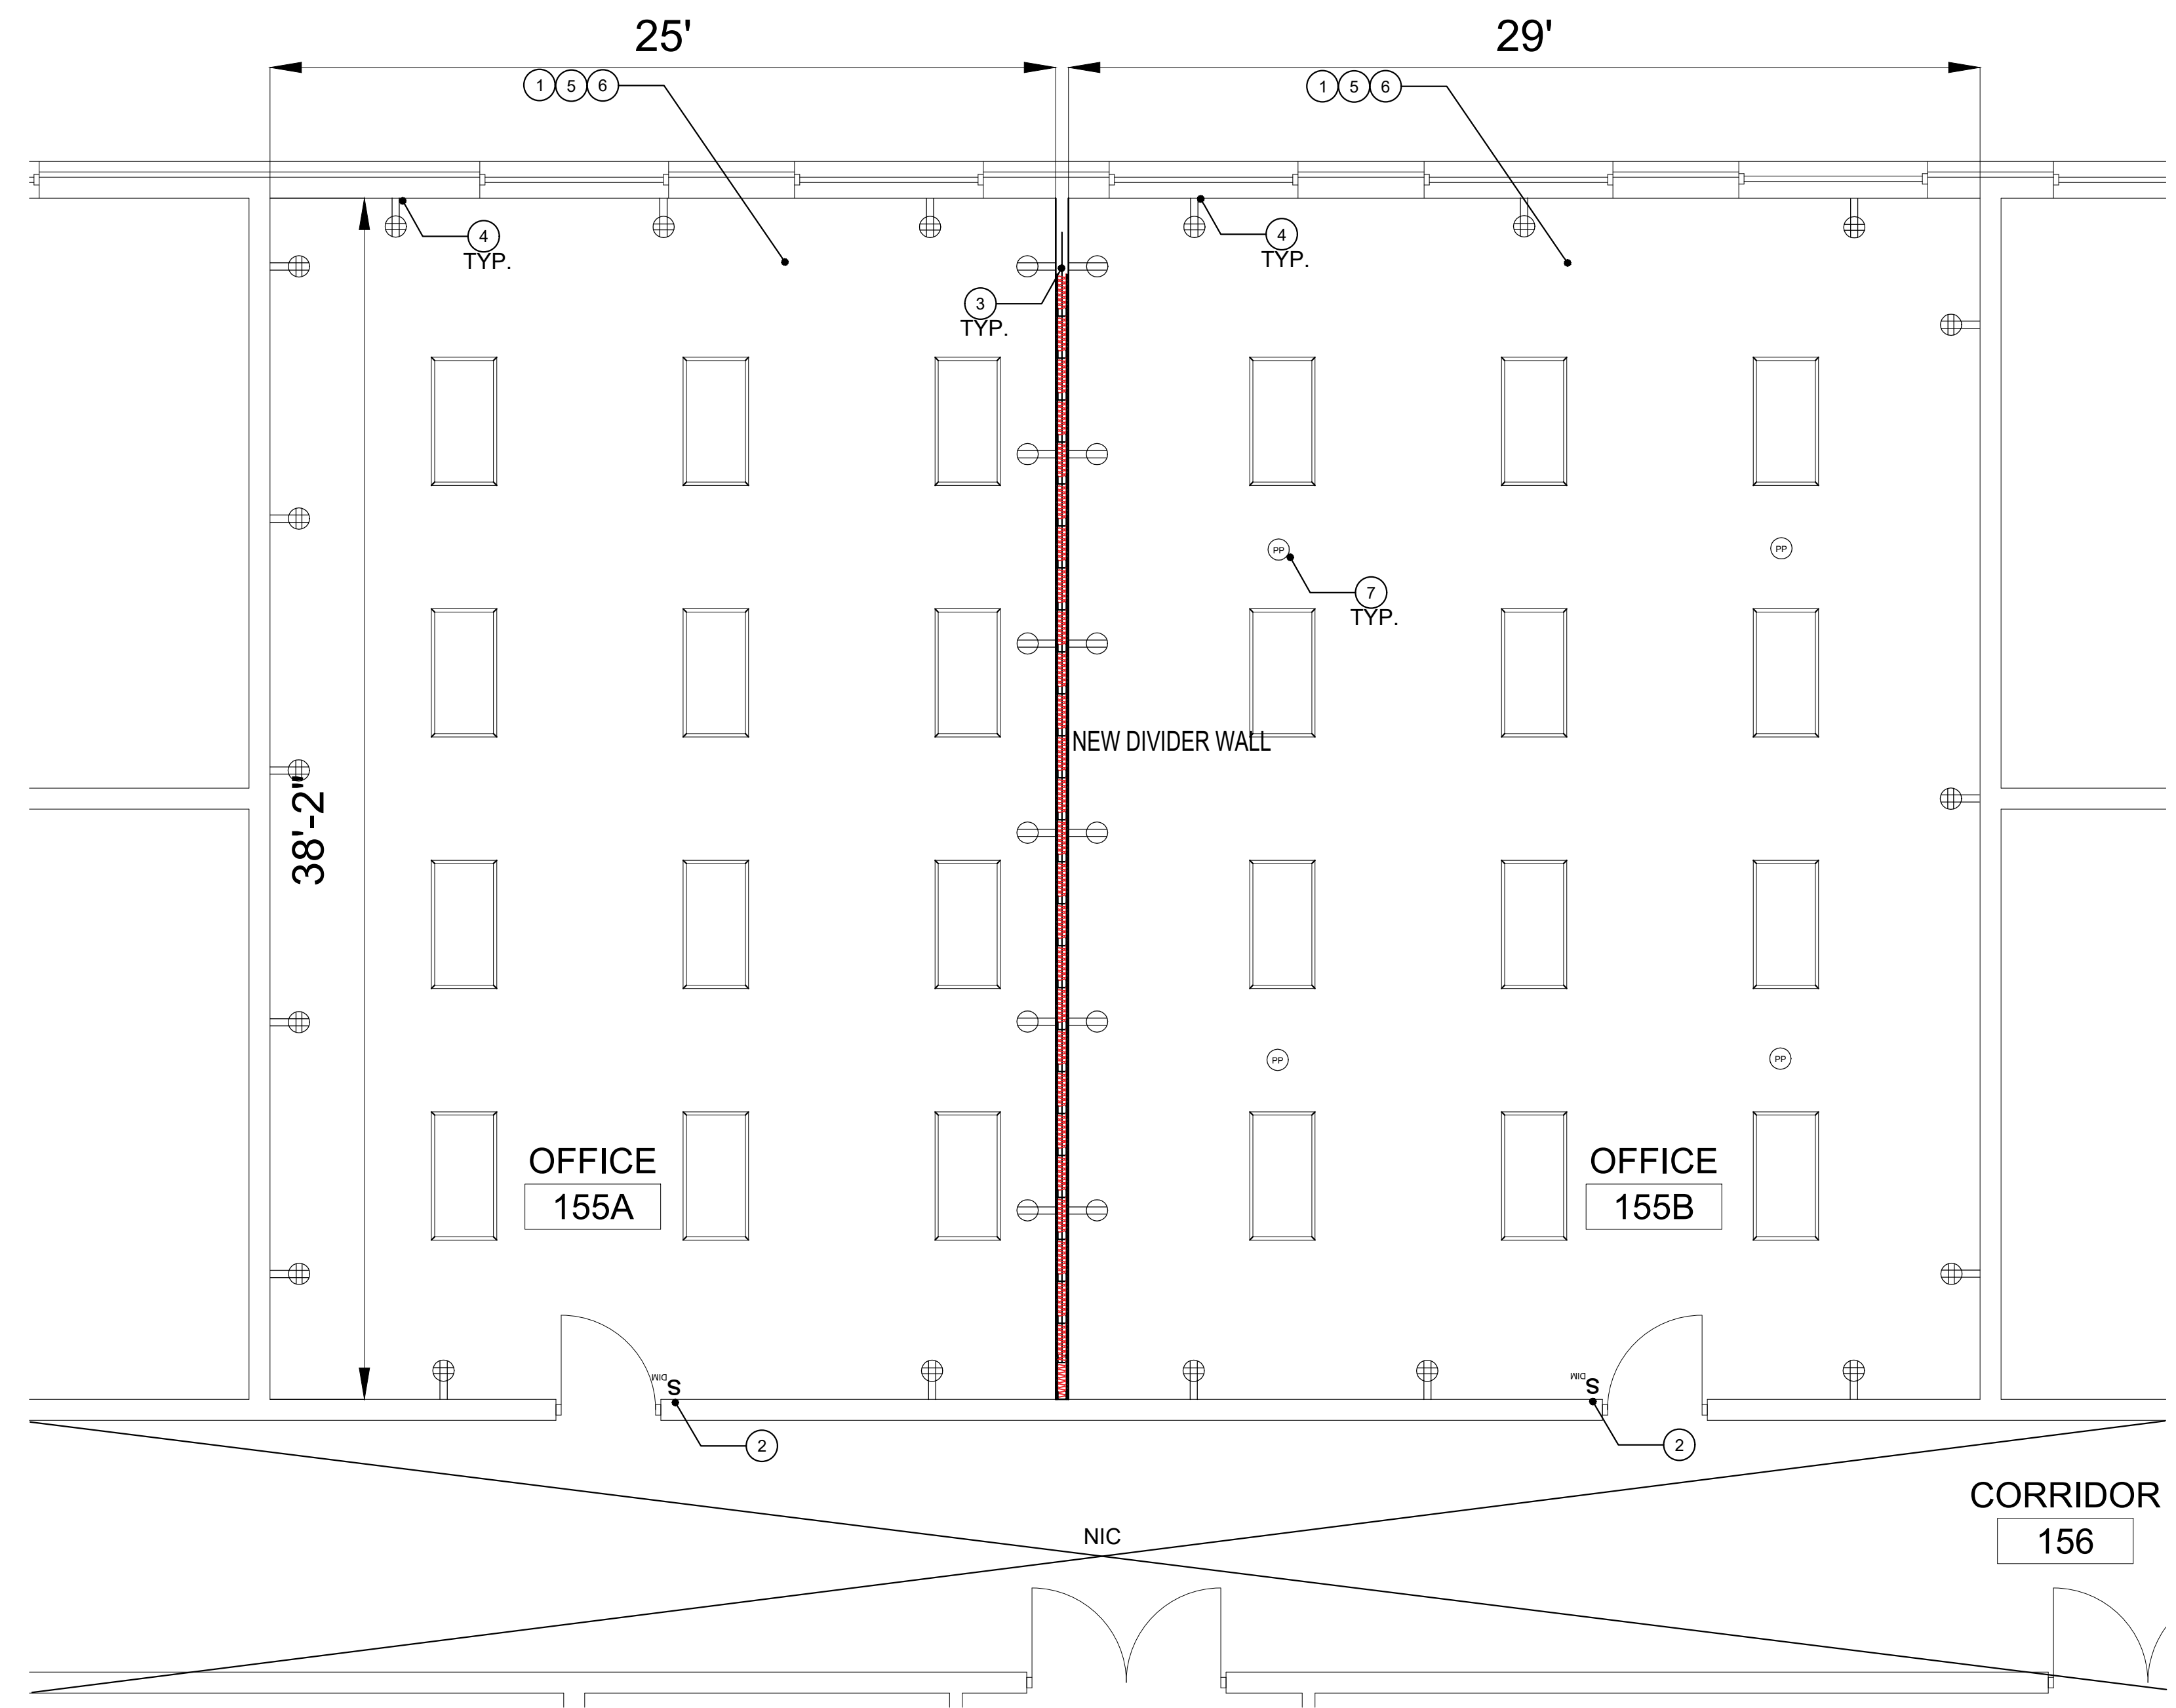 25'
29'
1 5 6
1 5 6
4
TYP.
4
TYP.
3
TYP.
PP
PP
7
TYP.
NEW DIVIDER WALL
38'-2"
PP
PP
OFFICE
155A
OFFICE
155B
S DIM
S DIM
2
2
CORRIDOR
156
NIC